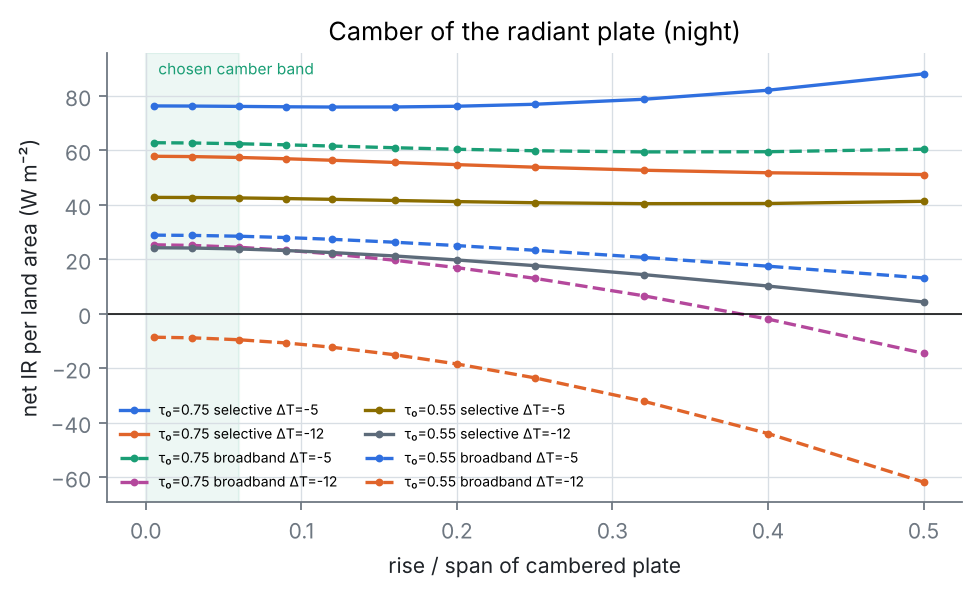 Camber of the radiant plate (night)
chosen camber band
net IR per land area (W m⁻²)
80
60
40
20
0
−20
−40
−60
τₒ=0.75 selective ΔT=-5
τₒ=0.75 selective ΔT=-12
τₒ=0.75 broadband ΔT=-5
τₒ=0.75 broadband ΔT=-12
τₒ=0.55 selective ΔT=-5
τₒ=0.55 selective ΔT=-12
τₒ=0.55 broadband ΔT=-5
τₒ=0.55 broadband ΔT=-12
0.0 0.1 0.2 0.3 0.4 0.5
rise / span of cambered plate